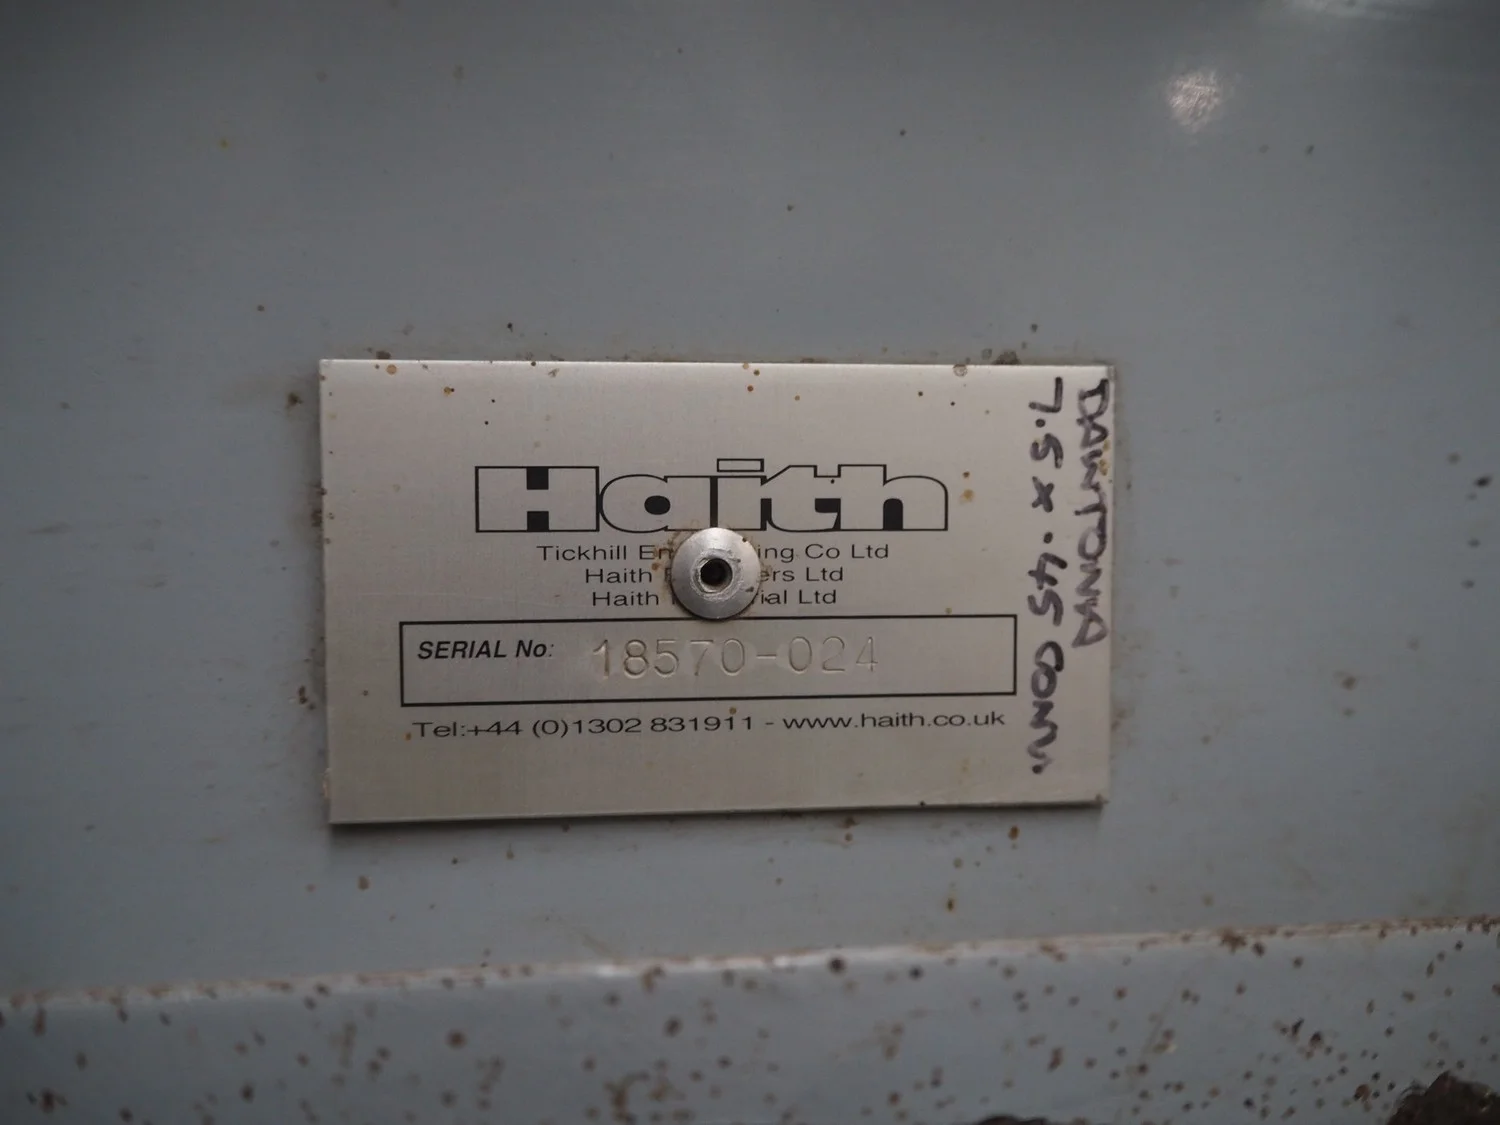 Haith
Tickhill En ing Co Ltd
Haith ers Ltd
Haith ial Ltd
SERIAL No: 18570-024
Tel:+44 (0)1302 831911 - www.haith.co.uk
DAWTONIA
7.5 x .45 CONV.